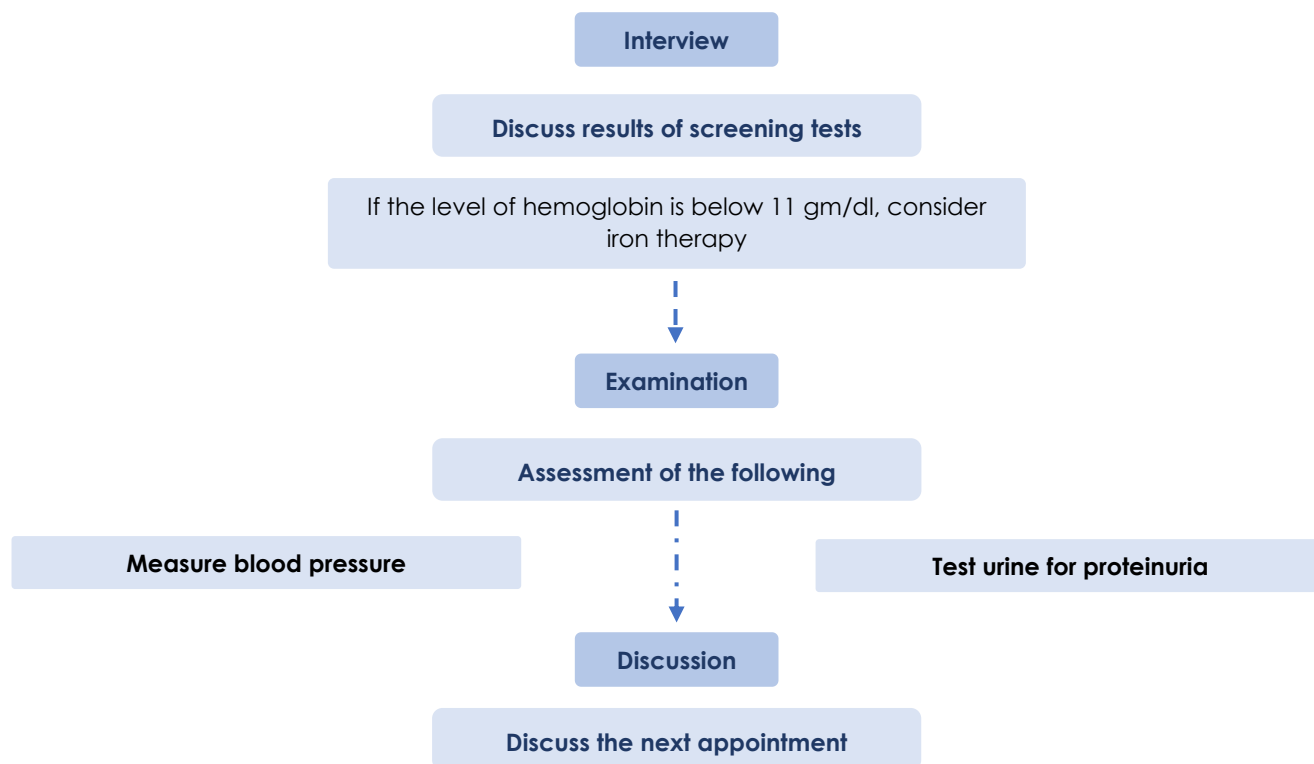 Interview
Discuss results of screening tests
If the level of hemoglobin is below 11 gm/dl, consider
iron therapy
Examination
Assessment of the following
Measure blood pressure
Test urine for proteinuria
Discussion
Discuss the next appointment